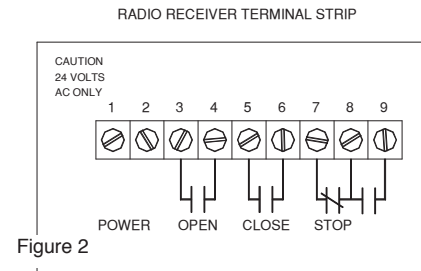 RADIO RECEIVER TERMINAL STRIP
CAUTION
24 VOLTS
AC ONLY
1 2 3 4 5 6 7 8 9
POWER OPEN CLOSE STOP
Figure 2